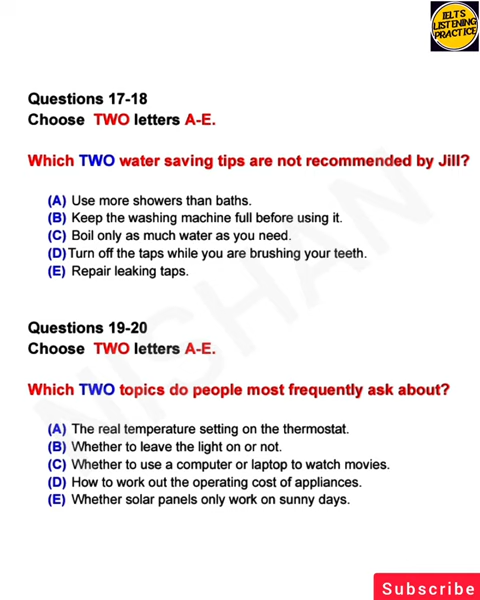 IELTS
LISTENING
PRACTICE
Questions 17-18
Choose TWO letters A-E.
Which TWO water saving tips are not recommended by Jill?
(A) Use more showers than baths.
(B) Keep the washing machine full before using it.
(C) Boil only as much water as you need.
(D) Turn off the taps while you are brushing your teeth.
(E) Repair leaking taps.
Questions 19-20
Choose TWO letters A-E.
Which TWO topics do people most frequently ask about?
(A) The real temperature setting on the thermostat.
(B) Whether to leave the light on or not.
(C) Whether to use a computer or laptop to watch movies.
(D) How to work out the operating cost of appliances.
(E) Whether solar panels only work on sunny days.
NISHAN
Subscribe